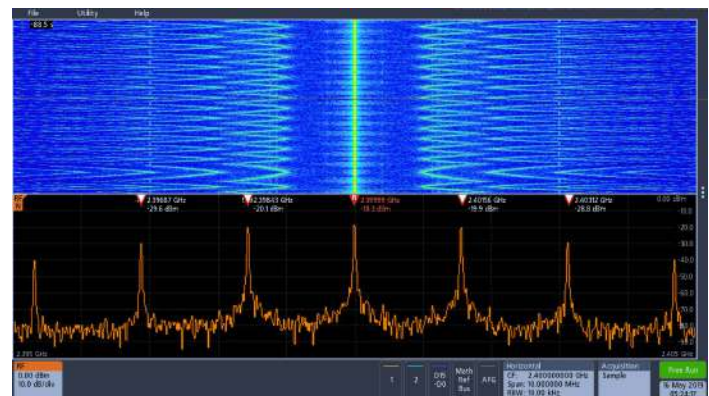 File Utility Help
-88.5 s
2.39687 GHz 2.39843 GHz 2.39999 GHz 2.40156 GHz 2.40312 GHz 0.00 dBm
-29.6 dBm -20.1 dBm -18.3 dBm -19.9 dBm -28.8 dBm -10.0
-20.0
-30.0
-40.0
-50.0
-60.0
-70.0
2.395 GHz 2.405 GHz
RF Horizontal Acquisition
0.00 dBm 1 2 D15 -D0 Math Ref Bus AFG CF: 2.400000000 GHz Sample Free Run
10.0 dB/div Span: 10.000000 MHz 16 May 2019
RBW: 10.00 kHz